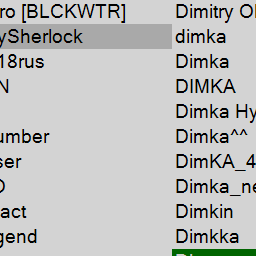 ro [BLCKWTR] Dimitry Ol
ySherlock dimka
18rus Dimka
N DIMKA
Dimka Hy
umber Dimka^^
ser DimKA_4
Dimka_ne
act Dimkin
gend Dimkka